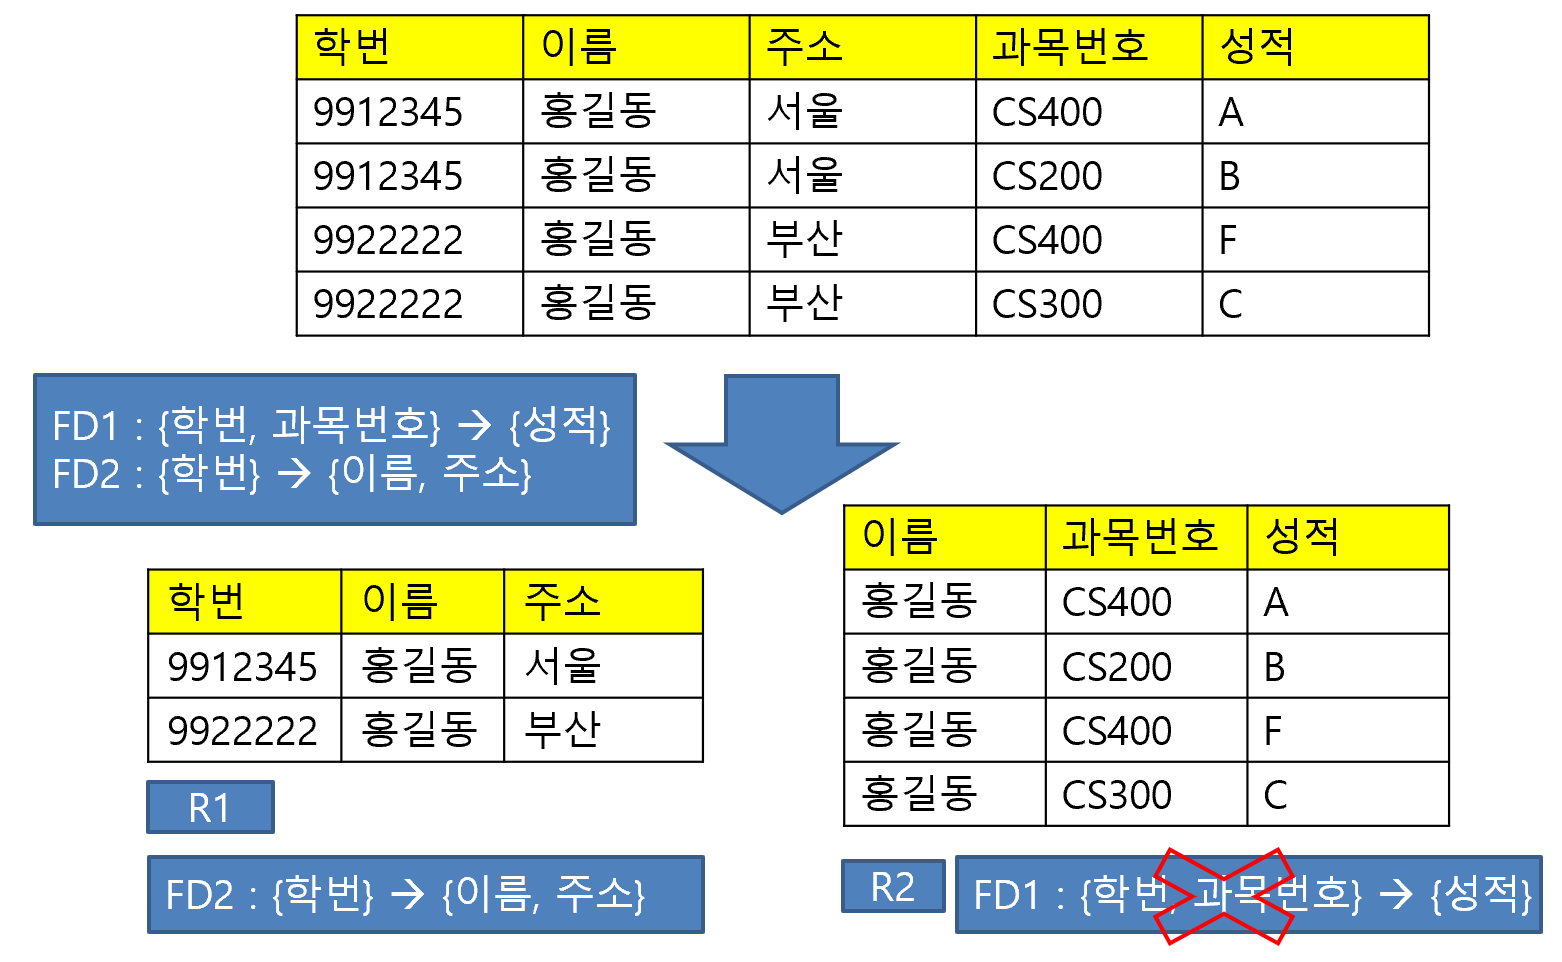 학번 이름 주소 과목번호 성적
9912345 홍길동 서울 CS400 A
9912345 홍길동 서울 CS200 B
9922222 홍길동 부산 CS400 F
9922222 홍길동 부산 CS300 C
FD1 : {학번, 과목번호} → {성적}
FD2 : {학번} → {이름, 주소}
학번 이름 주소
9912345 홍길동 서울
9922222 홍길동 부산
R1
FD2 : {학번} → {이름, 주소}
이름 과목번호 성적
홍길동 CS400 A
홍길동 CS200 B
홍길동 CS400 F
홍길동 CS300 C
R2
FD1 : {학번, 과목번호} → {성적}